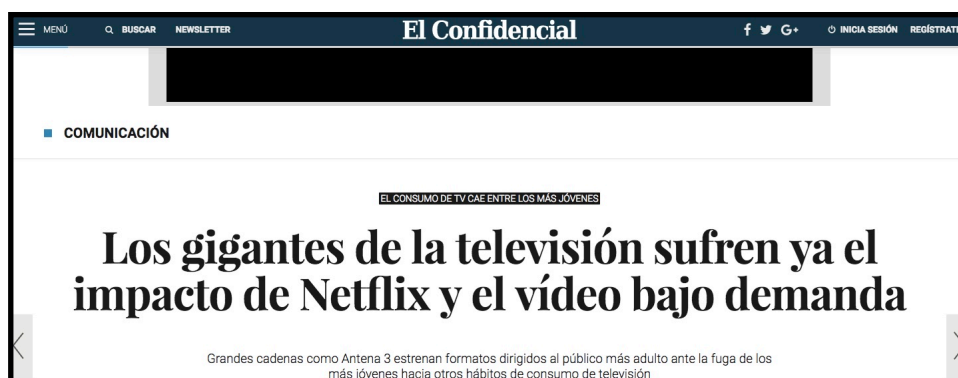 MENÚ BUSCAR NEWSLETTER El Confidencial INICIA SESIÓN
COMUNICACIÓN
EL CONSUMO DE TV CAE ENTRE LOS MÁS JÓVENES
Los gigantes de la televisión sufren ya el
impacto de Netflix y el vídeo bajo demanda
Grandes cadenas como Antena 3 estrenan formatos dirigidos al público más adulto ante la fuga de los
más jóvenes hacia otros hábitos de consumo de televisión